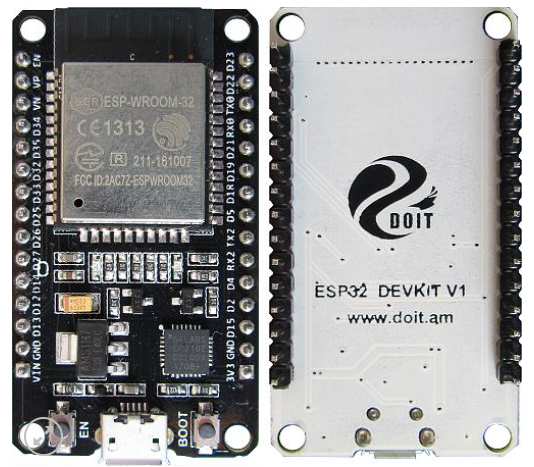 ESP-WROOM-32
CE1313
R 211-161007
FCC ID:2AC7Z-ESPWROOM32
EN
VP
VN
D34
D35
D32
D33
D25
D26
D27
D14
D12
D13
GND
VIN
D23
D22
TX0
RX0
D21
D19
D18
D5
TX2
RX2
D4
D2
D15
GND
3V3
EN
BOOT
DOIT
ESP32 DEVKIT V1
www.doit.am